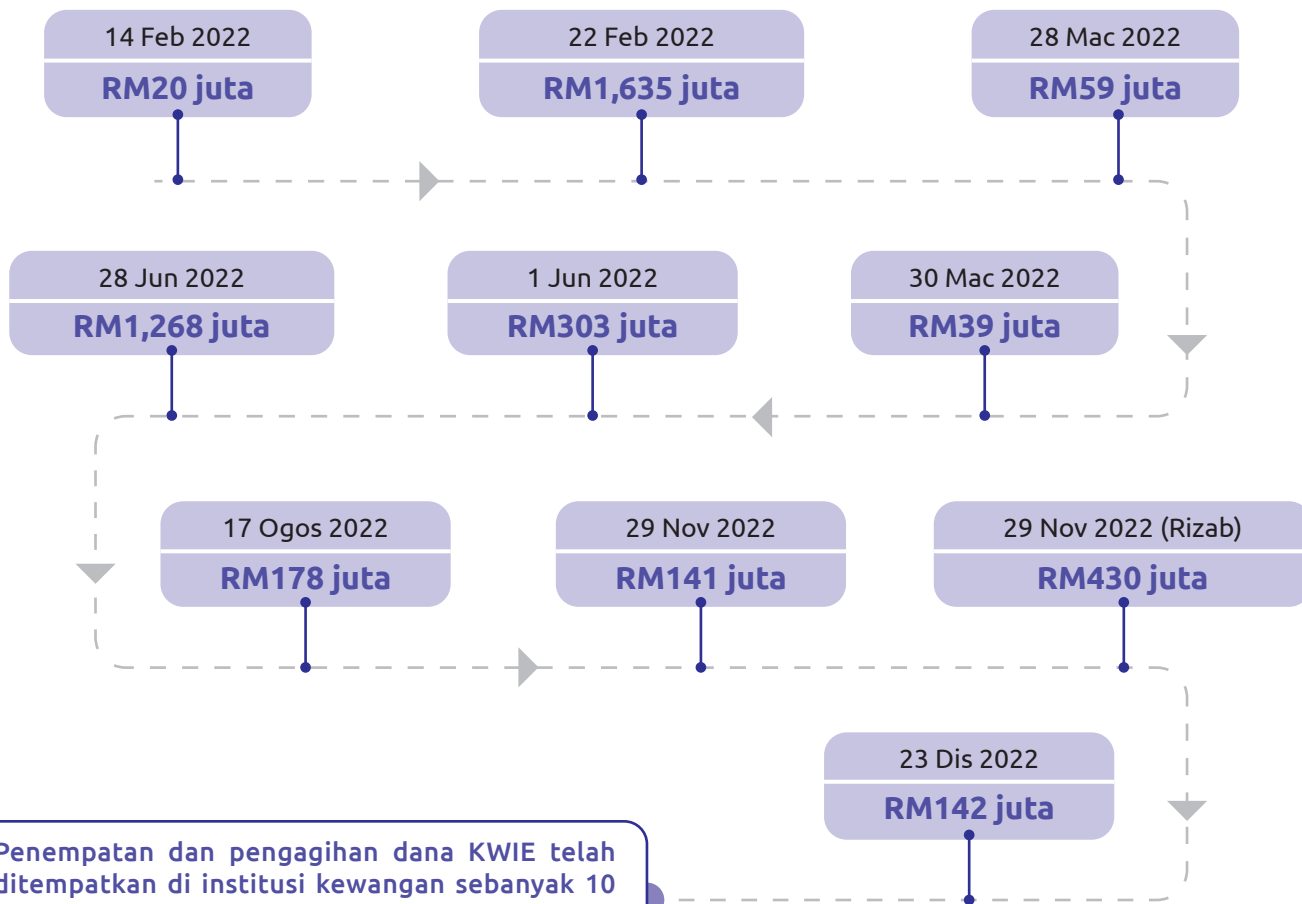 14 Feb 2022
RM20 juta
22 Feb 2022
RM1,635 juta
28 Mac 2022
RM59 juta
28 Jun 2022
RM1,268 juta
1 Jun 2022
RM303 juta
30 Mac 2022
RM39 juta
17 Ogos 2022
RM178 juta
29 Nov 2022
RM141 juta
29 Nov 2022 (Rizab)
RM430 juta
23 Dis 2022
RM142 juta
Penempatan dan pengagihan dana KWIE telah
ditempatkan di institusi kewangan sebanyak 10